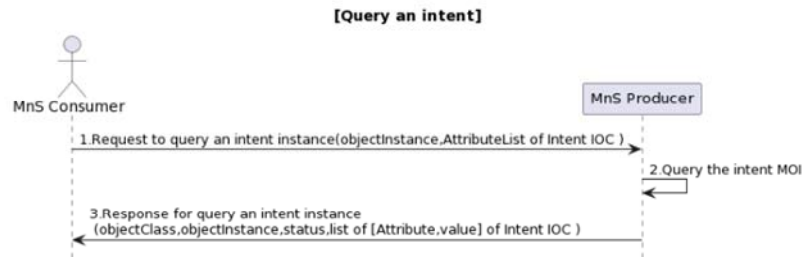 [Query an intent]
MnS Consumer
MnS Producer
1.Request to query an intent instance(objectInstance,AttributeList of Intent IOC )
2.Query the intent MOI
3.Response for query an intent instance
(objectClass,objectInstance,status,list of [Attribute,value] of Intent IOC )